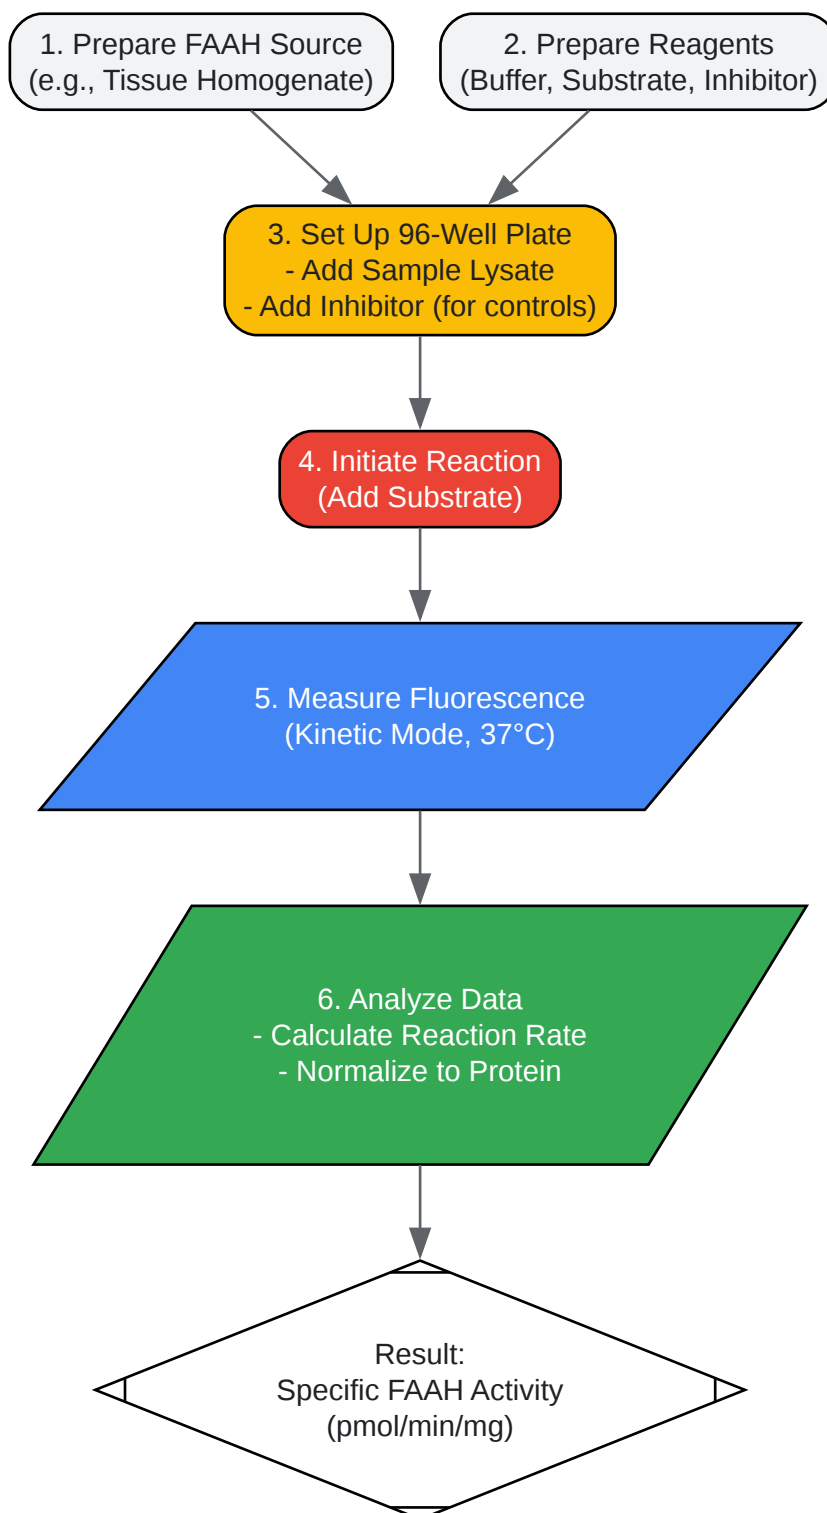 1. Prepare FAAH Source
(e.g., Tissue Homogenate)
2. Prepare Reagents
(Buffer, Substrate, Inhibitor)
3. Set Up 96-Well Plate
- Add Sample Lysate
- Add Inhibitor (for controls)
4. Initiate Reaction
(Add Substrate)
5. Measure Fluorescence
(Kinetic Mode, 37°C)
6. Analyze Data
- Calculate Reaction Rate
- Normalize to Protein
Result:
Specific FAAH Activity
(pmol/min/mg)